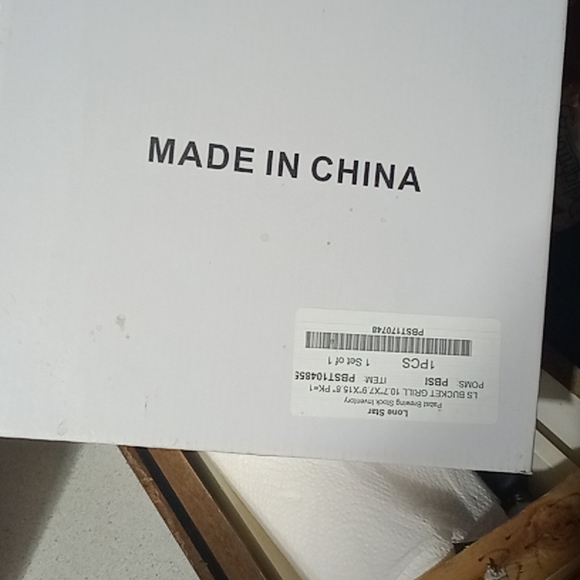 MADE IN CHINA
Lone Star
Pabst Brewing Stock Inventory
LS BUCKET GRILL 10.7"X7.9"X15.8" PK=1
POMS: PBSI ITEM: PBST104855
1PCS 1 Set of 1
PBST170748